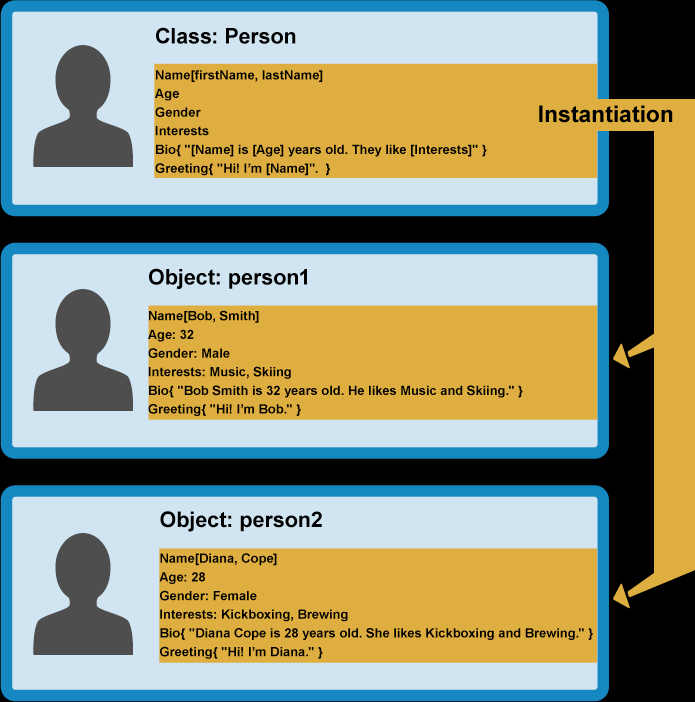 Class: Person
Name[firstName, lastName]
Age
Gender
Interests
Bio{ "[Name] is [Age] years old. They like [Interests]" }
Greeting{ "Hi! I’m [Name]".  }
Instantiation
Object: person1
Name[Bob, Smith]
Age: 32
Gender: Male
Interests: Music, Skiing
Bio{ "Bob Smith is 32 years old. He likes Music and Skiing." }
Greeting{ "Hi! I’m Bob." }
Object: person2
Name[Diana, Cope]
Age: 28
Gender: Female
Interests: Kickboxing, Brewing
Bio{ "Diana Cope is 28 years old. She likes Kickboxing and Brewing." }
Greeting{ "Hi! I’m Diana." }